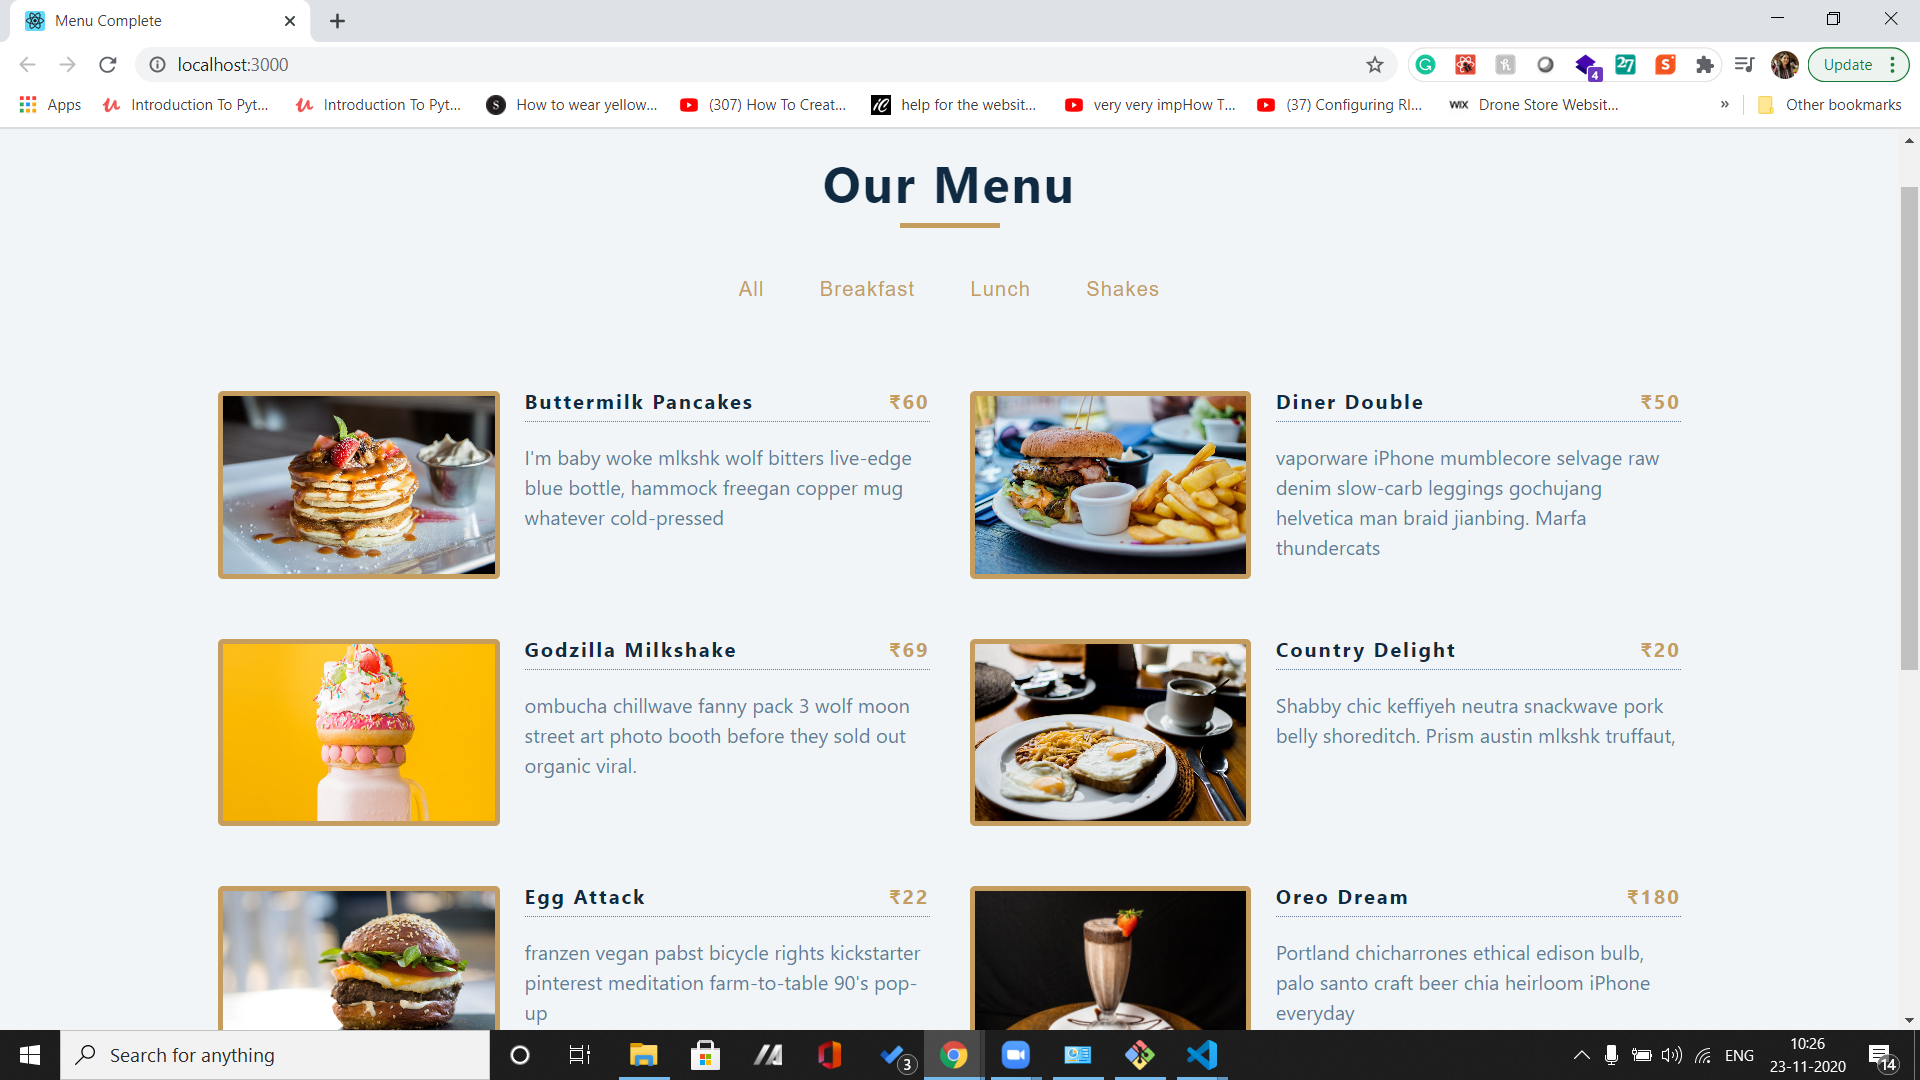 Menu Complete
localhost:3000
4
27
Update
Apps
Introduction To Pyt...
Introduction To Pyt...
How to wear yellow...
(307) How To Creat...
help for the websit...
very very impHow T...
(37) Configuring RI...
WIX
Drone Store Websit...
»
Other bookmarks
Our Menu
All
Breakfast
Lunch
Shakes
Buttermilk Pancakes
₹60
I'm baby woke mlkshk wolf bitters live-edge
blue bottle, hammock freegan copper mug
whatever cold-pressed
Diner Double
₹50
vaporware iPhone mumblecore selvage raw
denim slow-carb leggings gochujang
helvetica man braid jianbing. Marfa
thundercats
Godzilla Milkshake
₹69
ombucha chillwave fanny pack 3 wolf moon
street art photo booth before they sold out
organic viral.
Country Delight
₹20
Shabby chic keffiyeh neutra snackwave pork
belly shoreditch. Prism austin mlkshk truffaut,
Egg Attack
₹22
franzen vegan pabst bicycle rights kickstarter
pinterest meditation farm-to-table 90's pop-
up
Oreo Dream
₹180
Portland chicharrones ethical edison bulb,
palo santo craft beer chia heirloom iPhone
everyday
Search for anything
3
ENG
10:26
23-11-2020
14